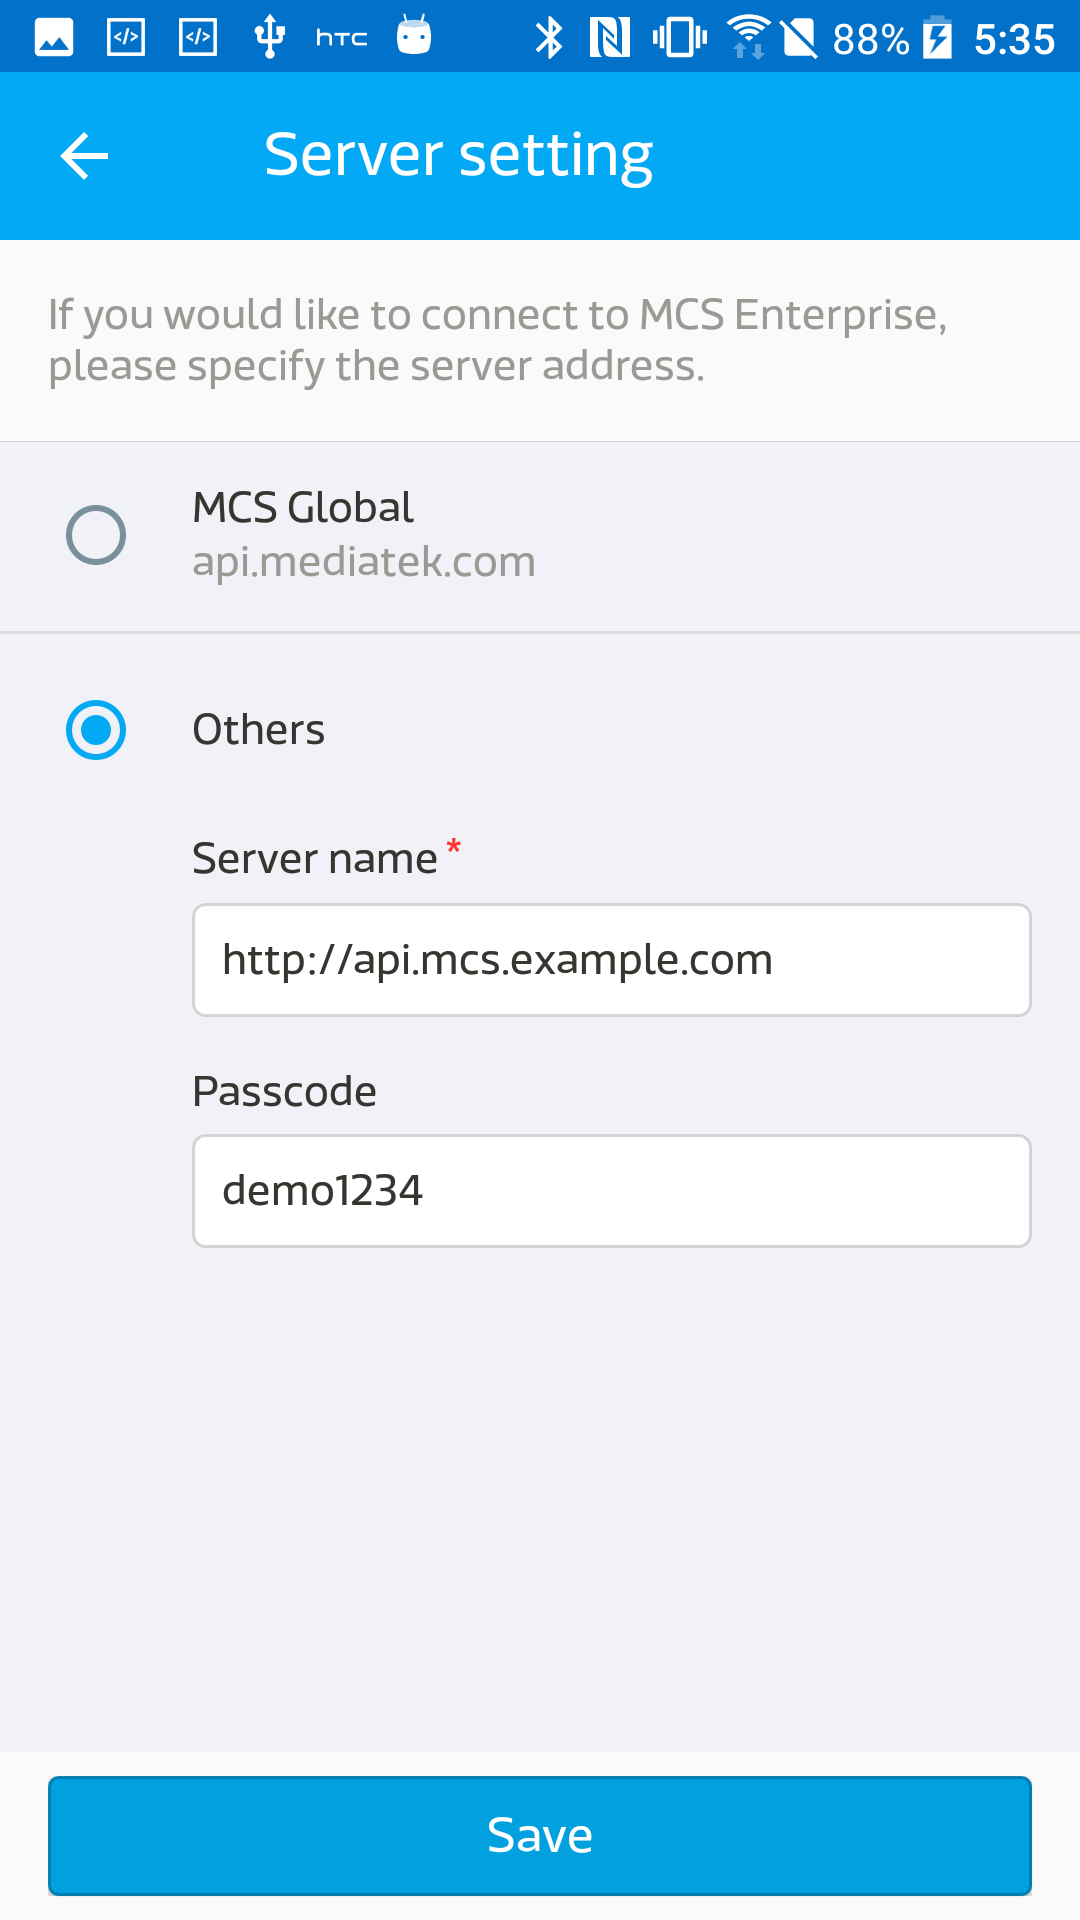 </> </> hTC 88% 5:35
Server setting
If you would like to connect to MCS Enterprise,
please specify the server address.
MCS Global
api.mediatek.com
Others
Server name *
http://api.mcs.example.com
Passcode
demo1234
Save